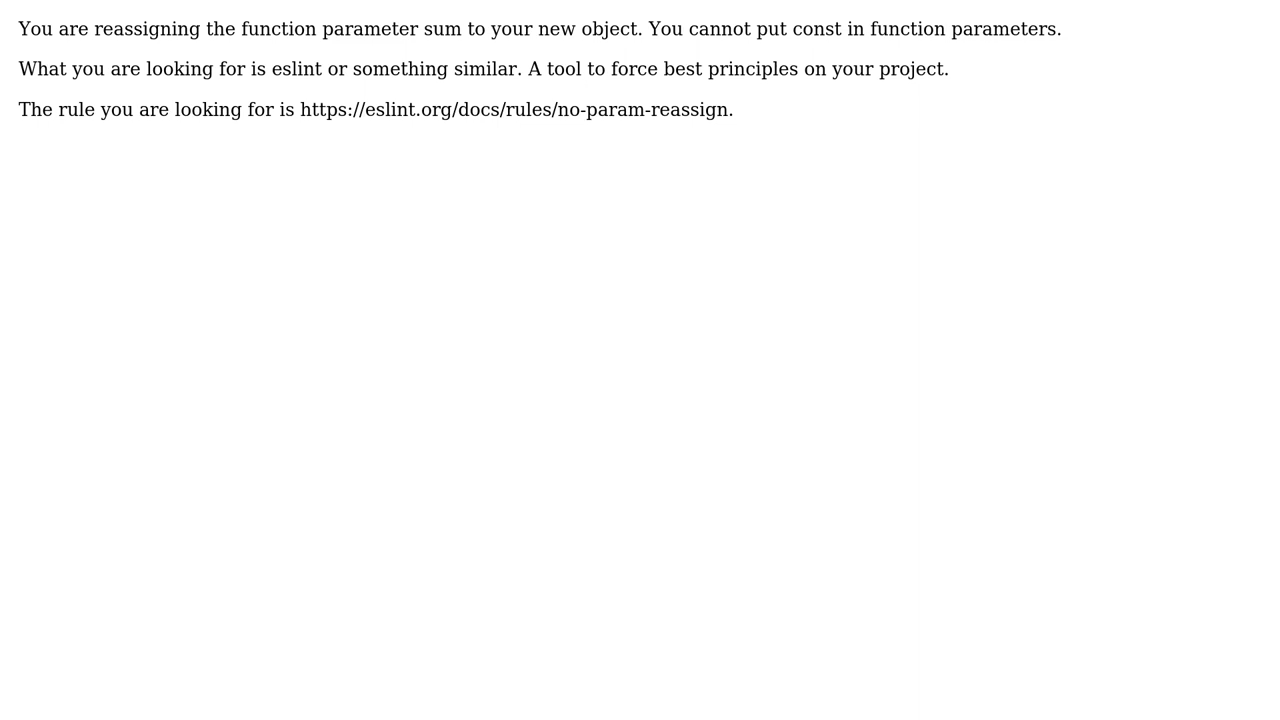 You are reassigning the function parameter sum to your new object. You cannot put const in function parameters.
What you are looking for is eslint or something similar. A tool to force best principles on your project.
The rule you are looking for is https://eslint.org/docs/rules/no-param-reassign.